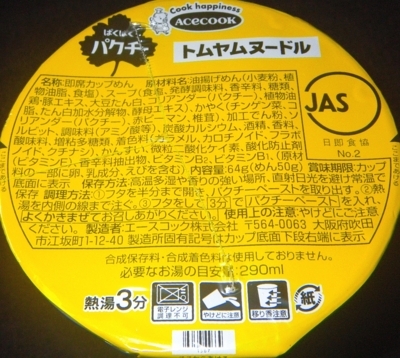 Cook happiness
ACECOOK
ぱくぱく
パクチー
トムヤムヌードル
JAS
日即食協
No.2
名称:即席カップめん 原材料名:油揚げめん(小麦粉、植
物油脂、食塩)、スープ(食塩、発酵調味料、香辛料、糖類、
鶏・豚エキス、大豆たん白、コリアンダー(パクチー)、植物油
脂、たん白加水分解物、酵母エキス)、かやく(チンゲン菜、コ
リアンダー(パクチー)、赤ピーマン、椎茸)、加工でん粉、ソ
ルビット、調味料(アミノ酸等)、炭酸カルシウム、酒精、香料、
酸味料、増粘多糖類、着色料(クチナシ、カロチノイド、フラボ
ノイド、ウコン)、かんすい、微粒二酸化ケイ素、酸化防止剤
(ビタミンE)、香辛料抽出物、ビタミンB2、ビタミンB1、(原材
料の一部に卵、乳成分、えびを含む) 内容量:64g(めん50g) 賞味期限:カップ
底面に表示 保存方法:高温多湿や香りの強い場所、直射日光を避け常温で
保存 調理方法:①フタを半分まで開き、パクチーペーストを取り出す。②熱
湯を内側の線まで注ぐ。③フタをして3分で「パクチーペースト」を入れ、
よくかきまぜてお召しあがりください。 使用上の注意:やけどにご注意
ください。 製造者:エースコック株式会社 〒564-0063 大阪府吹田
市江坂町1-12-40 製造所固有記号はカップ底面下段右端に表示
合成保存料・合成着色料は使用しておりません。
必要なお湯の目安量:290ml
熱湯3分
電子レンジ
調理不可
やけどに注意
移り香注意
紙